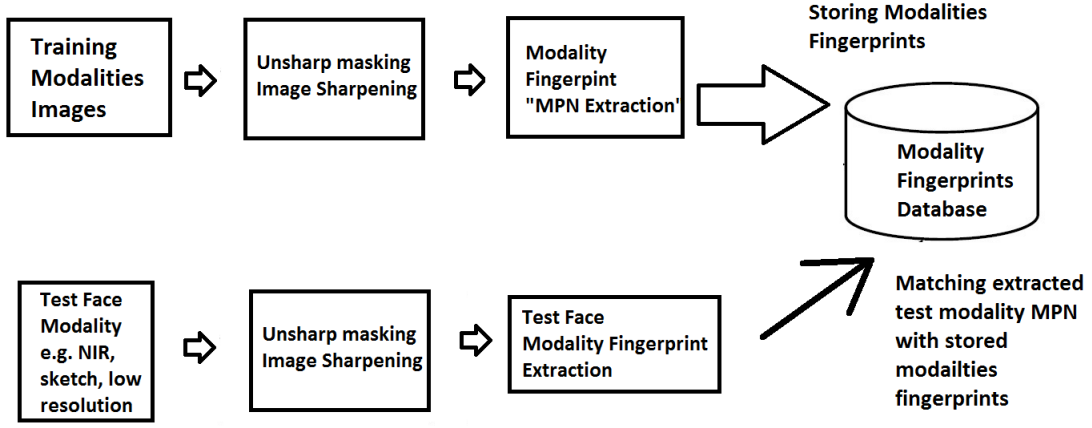 Training
Modalities
Images
Unsharp masking
Image Sharpening
Modality
Fingerpint
"MPN Extraction'
Storing Modalities
Fingerprints
Modality
Fingerprints
Database
Test Face
Modality
e.g. NIR,
sketch, low
resolution
Unsharp masking
Image Sharpening
Test Face
Modality Fingerprint
Extraction
Matching extracted
test modality MPN
with stored
modailties
fingerprints